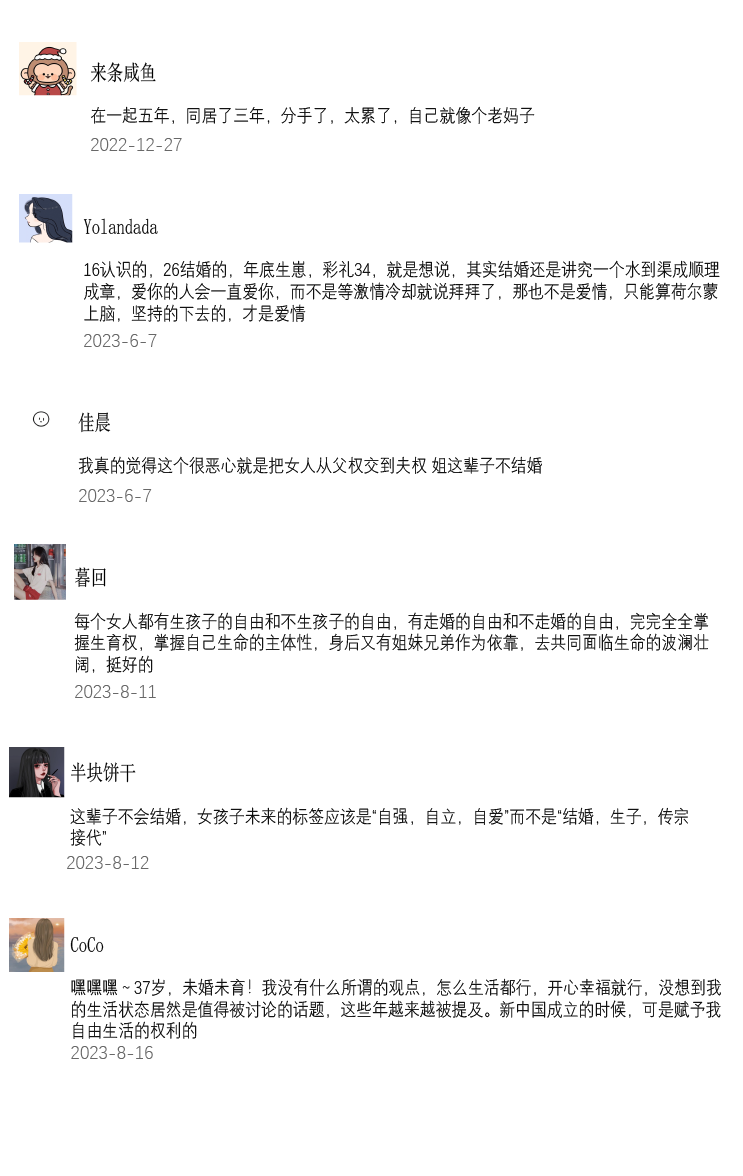 来条咸鱼
在一起五年，同居了三年，分手了，太累了，自己就像个老妈子
2022-12-27
Yolandada
16认识的，26结婚的，年底生崽，彩礼34，就是想说，其实结婚还是讲究一个水到渠成顺理
成章，爱你的人会一直爱你，而不是等激情冷却就说拜拜了，那也不是爱情，只能算荷尔蒙
上脑，坚持的下去的，才是爱情
2023-6-7
佳晨
我真的觉得这个很恶心就是把女人从父权交到夫权 姐这辈子不结婚
2023-6-7
暮回
每个女人都有生孩子的自由和不生孩子的自由，有走婚的自由和不走婚的自由，完完全全掌
握生育权，掌握自己生命的主体性，身后又有姐妹兄弟作为依靠，去共同面临生命的波澜壮
阔，挺好的
2023-8-11
半块饼干
这辈子不会结婚，女孩子未来的标签应该是“自强，自立，自爱”而不是“结婚，生子，传宗
接代”
2023-8-12
CoCo
嘿嘿嘿～37岁，未婚未育！我没有什么所谓的观点，怎么生活都行，开心幸福就行，没想到我
的生活状态居然是值得被讨论的话题，这些年越来越被提及。新中国成立的时候，可是赋予我
自由生活的权利的
2023-8-16